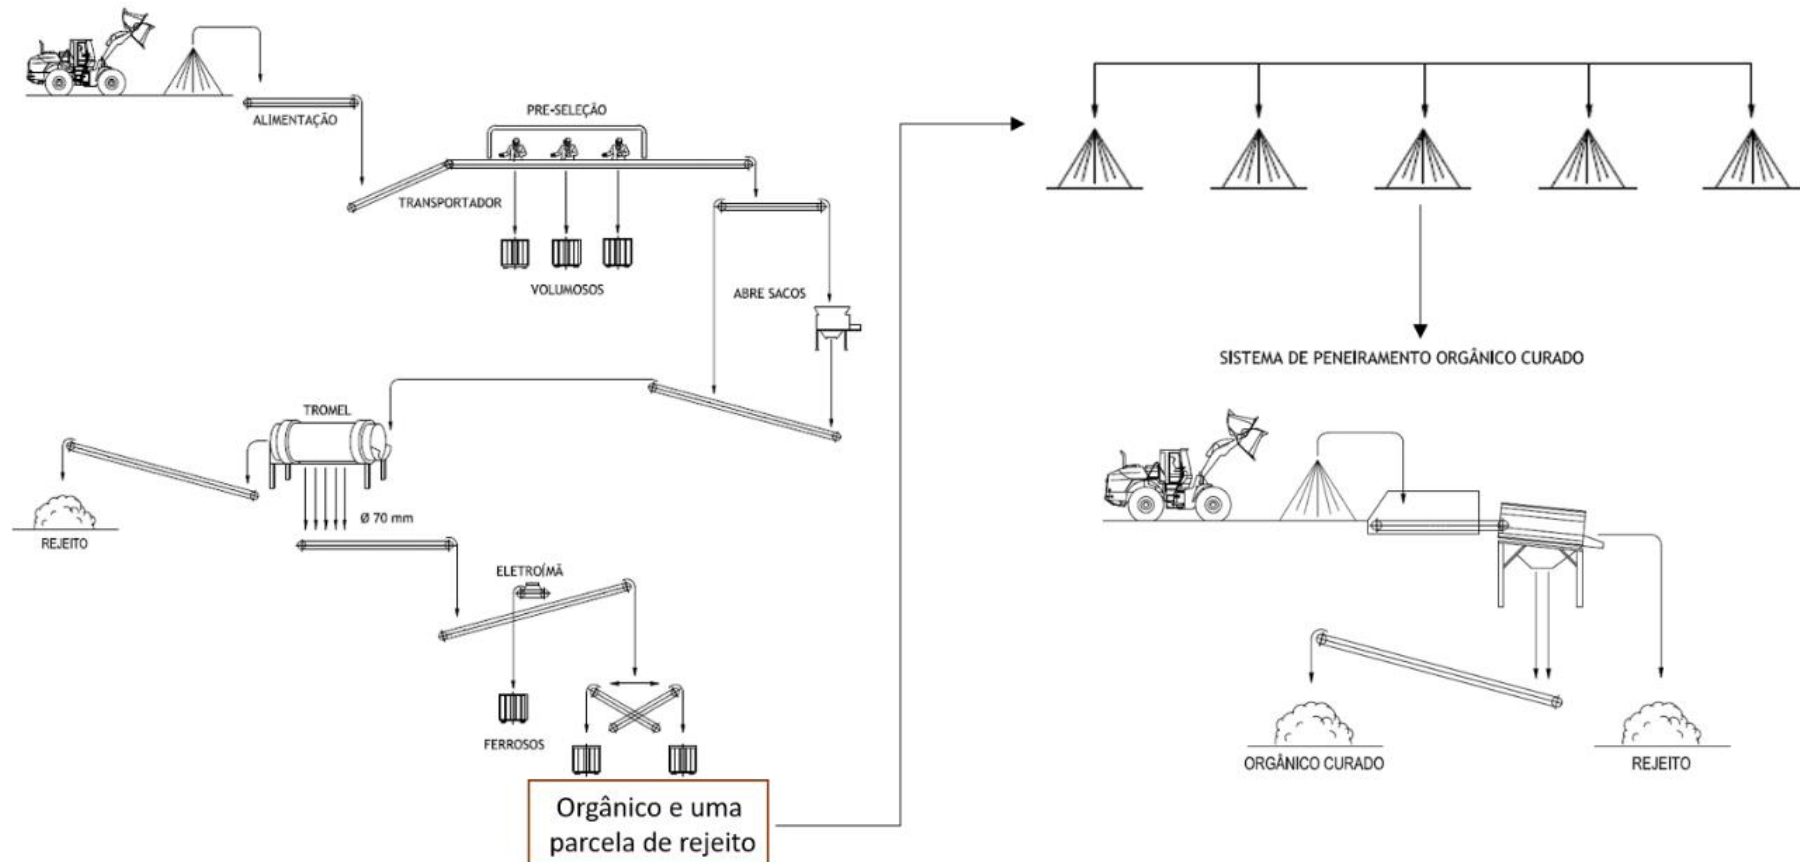 ALIMENTAÇÃO
PRE-SELEÇÃO
TRANSPORTADOR
VOLUMOSOS
ABRE SACOS
TROMEL
Ø 70 mm
REJEITO
ELETROÍMÃ
FERROSOS
Orgânico e uma
parcela de rejeito
SISTEMA DE PENEIRAMENTO ORGÂNICO CURADO
ORGÂNICO CURADO
REJEITO